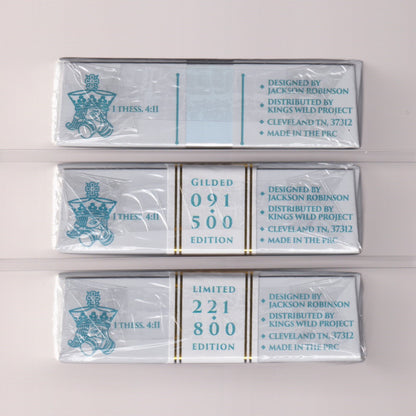 I THESS. 4:11
DESIGNED BY
JACKSON ROBINSON
DISTRIBUTED BY
KINGS WILD PROJECT
CLEVELAND TN, 37312
MADE IN THE PRC
I THESS. 4:11
GILDED
091
500
EDITION
DESIGNED BY
JACKSON ROBINSON
DISTRIBUTED BY
KINGS WILD PROJECT
CLEVELAND TN, 37312
MADE IN THE PRC
I THESS. 4:11
LIMITED
221
800
EDITION
DESIGNED BY
JACKSON ROBINSON
DISTRIBUTED BY
KINGS WILD PROJECT
CLEVELAND TN, 37312
MADE IN THE PRC